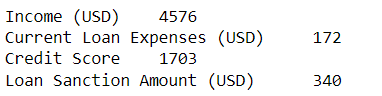 Income (USD)    4576
Current Loan Expenses (USD)     172
Credit Score    1703
Loan Sanction Amount (USD)      340